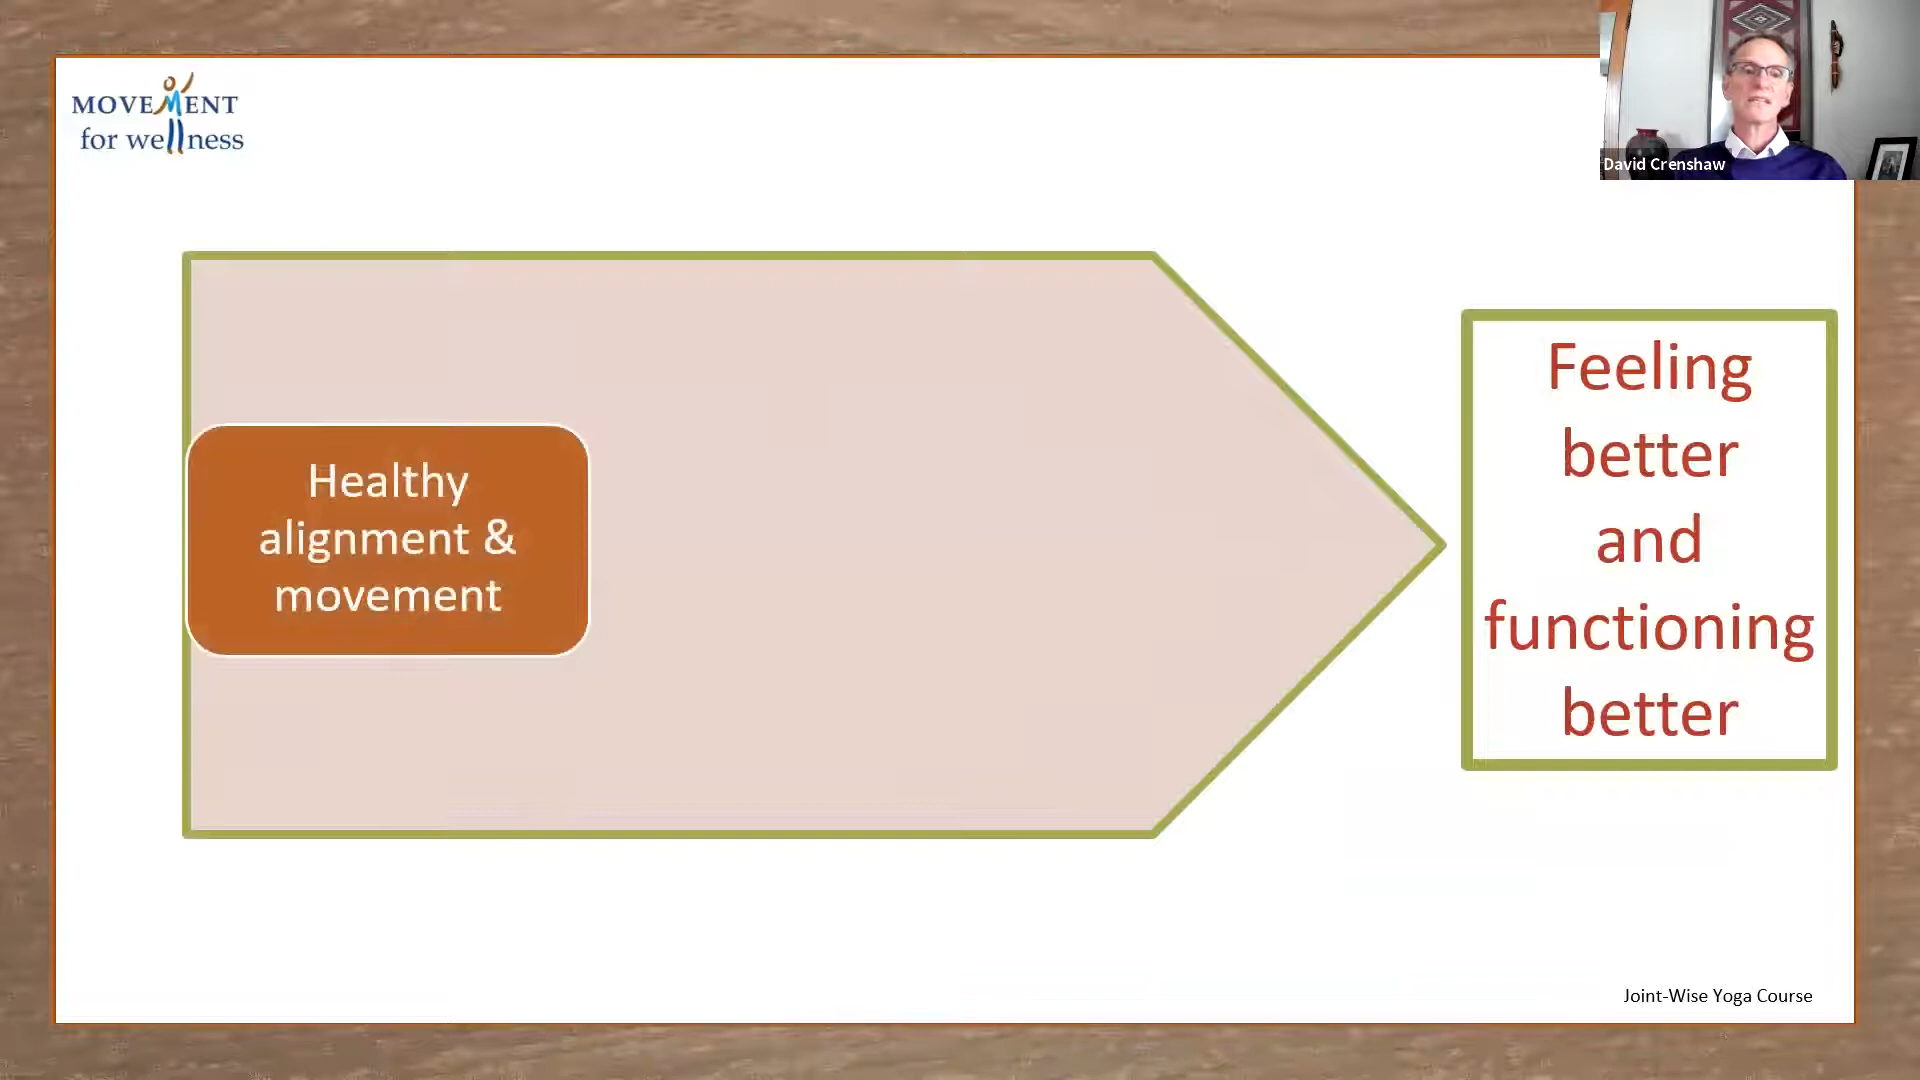 MOVEMENT
for wellness
David Crenshaw
Healthy
alignment &
movement
Feeling
better
and
functioning
better
Joint-Wise Yoga Course